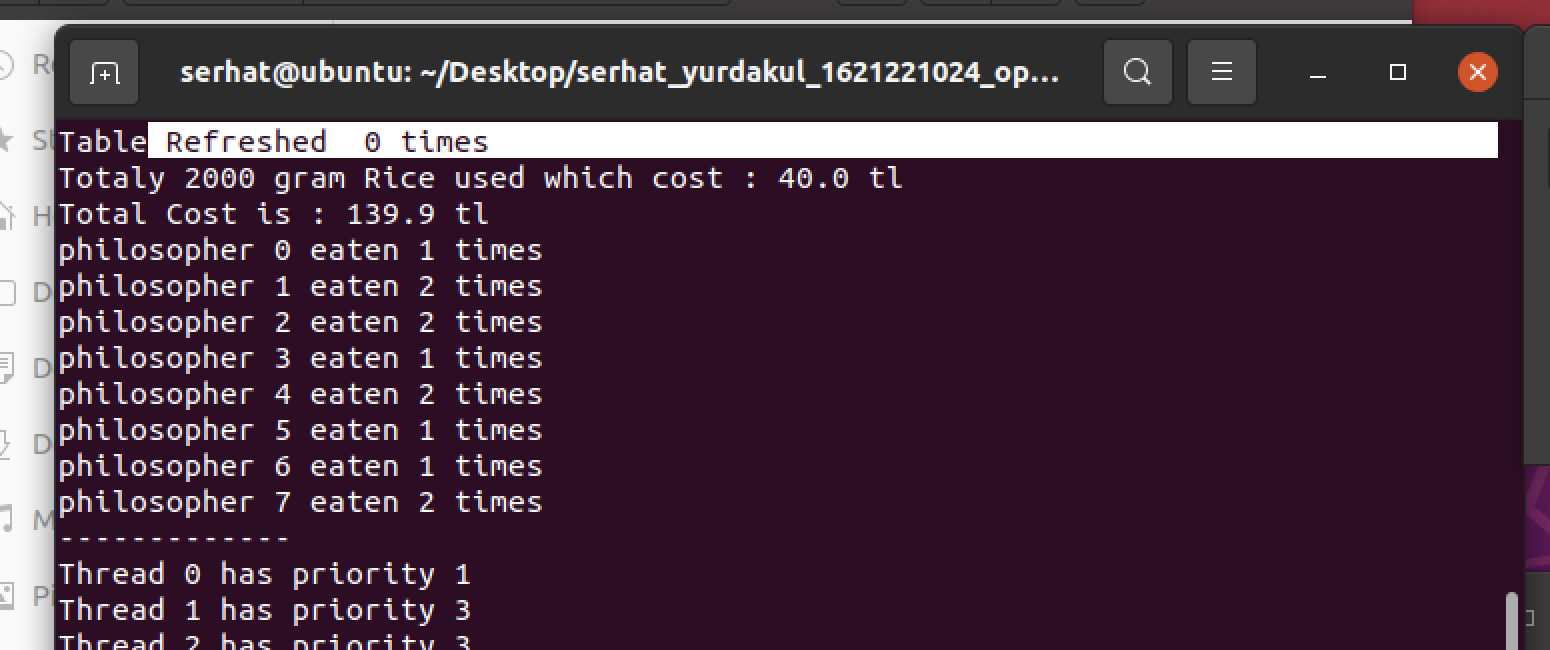 serhat@ubuntu: ~/Desktop/serhat_yurdakul_1621221024_op...
Table Refreshed  0 times
Totaly 2000 gram Rice used which cost : 40.0 tl
Total Cost is : 139.9 tl
philosopher 0 eaten 1 times
philosopher 1 eaten 2 times
philosopher 2 eaten 2 times
philosopher 3 eaten 1 times
philosopher 4 eaten 2 times
philosopher 5 eaten 1 times
philosopher 6 eaten 1 times
philosopher 7 eaten 2 times
-------------
Thread 0 has priority 1
Thread 1 has priority 3
Thread 2 has priority 3